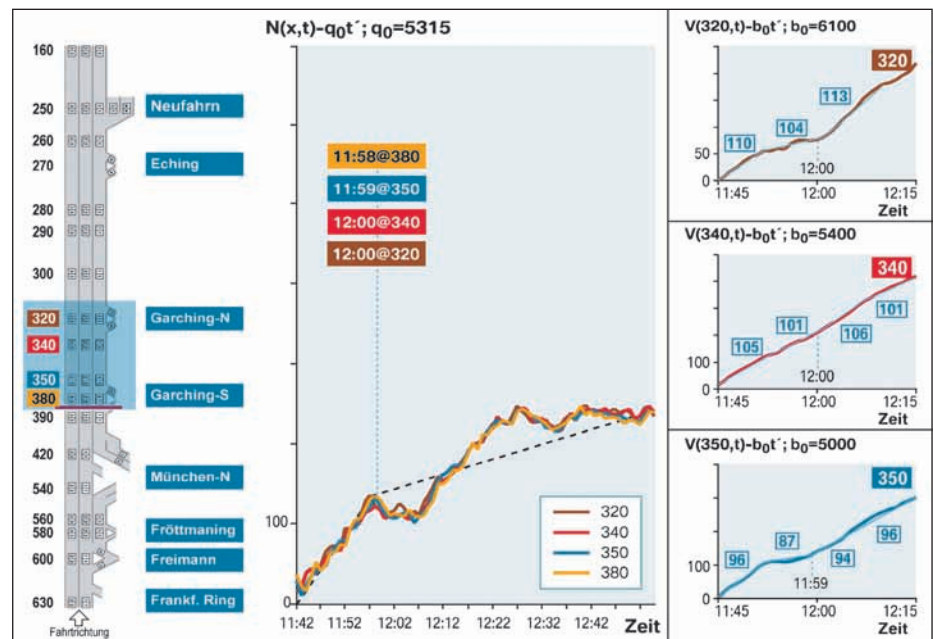 160
250
Neufahrn
260
270
Eching
280
290
300
320
Garching-N
340
350
380
Garching-S
390
420
München-N
540
560
Fröttmaning
580
600
Freimann
630
Frankf. Ring
Fahrtrichtung
N(x,t)-q₀t´; q₀=5315
11:58@380
11:59@350
12:00@340
12:00@320
100
0
320
340
350
380
11:42 11:52 12:02 12:12 12:22 12:32 12:42 Zeit
V(320,t)-b₀t´; b₀=6100
320
113
104
110
50
0
12:00
11:45 12:00 12:15
Zeit
V(340,t)-b₀t´; b₀=5400
340
101
101
106
105
100
0
12:00
11:45 12:00 12:15
Zeit
V(350,t)-b₀t´; b₀=5000
350
87
96
96
94
100
0
11:59
11:45 12:00 12:15
Zeit